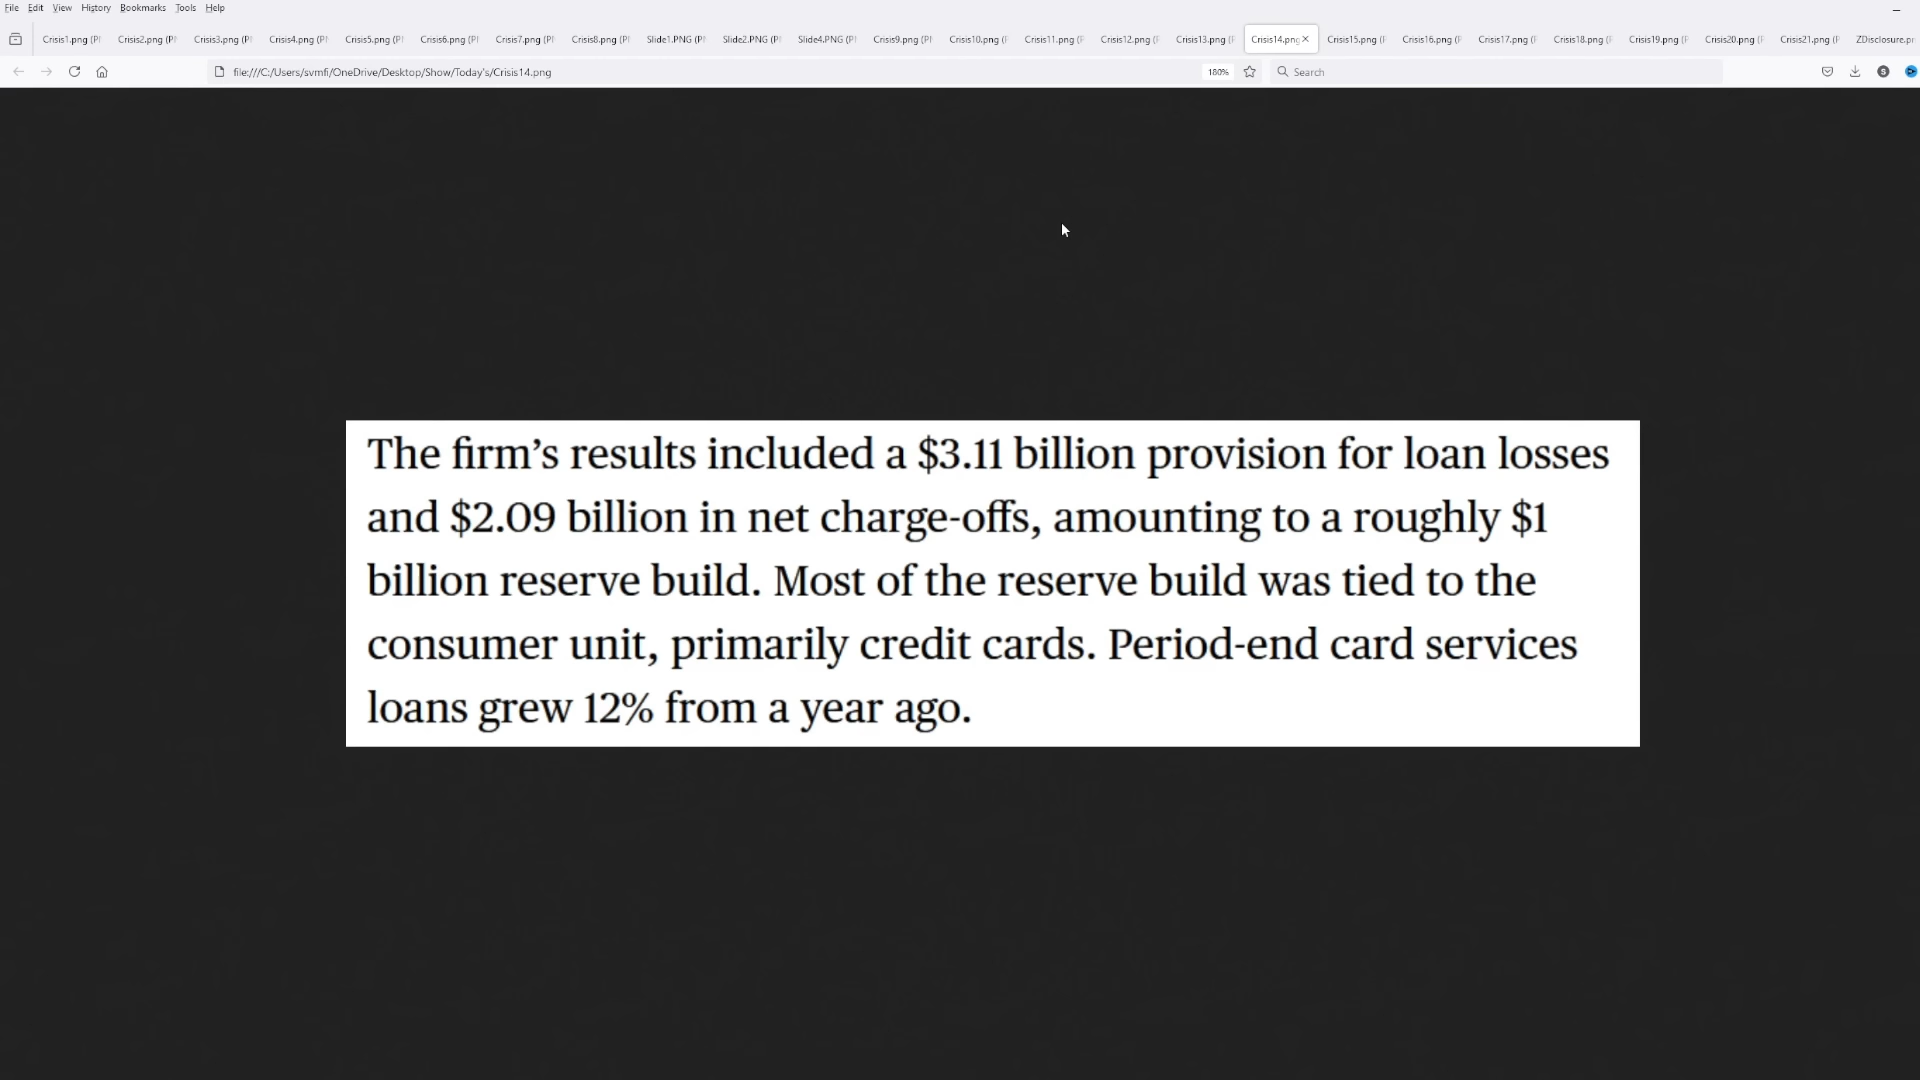 File Edit View History Bookmarks Tools Help
Crisis1.png (P Crisis2.png (P Crisis3.png (P Crisis4.png (P Crisis5.png (P Crisis6.png (P Crisis7.png (P Crisis8.png (P Slide1.PNG (P Slide2.PNG (P Slide4.PNG (P Crisis9.png (P Crisis10.png ( Crisis11.png ( Crisis12.png ( Crisis13.png ( Crisis14.png Crisis15.png ( Crisis16.png ( Crisis17.png ( Crisis18.png ( Crisis19.png ( Crisis20.png ( Crisis21.png ( ZDisclosure.p
file:///C:/Users/svmfi/OneDrive/Desktop/Show/Today's/Crisis14.png 180% Search S
The firm’s results included a $3.11 billion provision for loan losses
and $2.09 billion in net charge-offs, amounting to a roughly $1
billion reserve build. Most of the reserve build was tied to the
consumer unit, primarily credit cards. Period-end card services
loans grew 12% from a year ago.